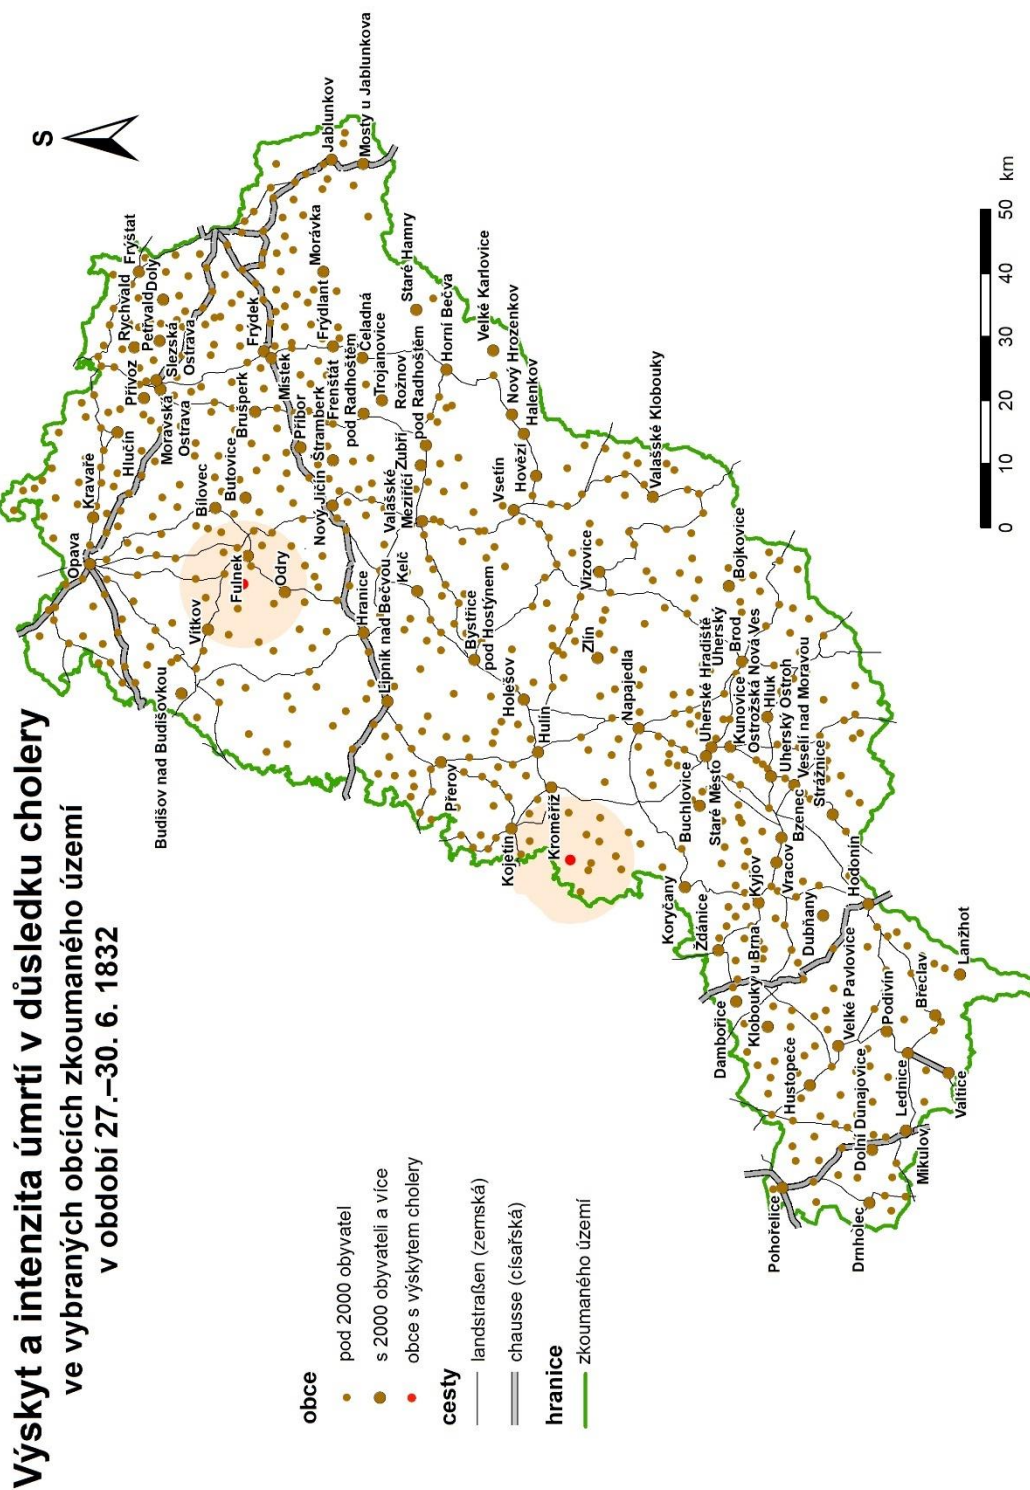 Výskyt a intenzita úmrtí v důsledku cholery
ve vybraných obcích zkoumaného území
v období 27.–30. 6. 1832
S
obce
pod 2000 obyvatel
s 2000 obyvateli a více
obce s výskytem cholery
cesty
landstraßen (zemská)
chausse (císařská)
hranice
zkoumaného území
Opava
Kravaře
Hlučín
Přívoz
Rychvald
Petřvald
Doly
Fryštat
Moravská
Ostrava
Slezská
Ostrava
Budišov nad Budišovkou
Vítkov
Bílovec
Butovice
Brušperk
Fulnek
Odry
Příbor
Místek
Frýdek
Štramberk
Nový Jičín
Frenštát
pod Radhoštěm
Frýdlant
Morávka
Jablunkov
Mosty u Jablunkova
Čeladná
Trojanovice
Staré Hamry
Hranice
Lipník nad Bečvou
Kelč
Valašské
Meziříčí
Zubří
Rožnov
pod Radhoštěm
Horní Bečva
Velké Karlovice
Nový Hrozenkov
Halenkov
Hovězí
Vsetín
Bystřice
pod Hostýnem
Holešov
Hulín
Přerov
Kojetín
Kroměříž
Valašské Klobouky
Vizovice
Zlín
Napajedla
Bojkovice
Uherské Hradiště
Uherský
Brod
Kunovice
Ostrožská Nová Ves
Hluk
Uherský Ostroh
Veselí nad Moravou
Strážnice
Buchlovice
Staré Město
Bzenec
Vracov
Kyjov
Koryčany
Ždánice
Dambořice
Klobouky u Brna
Dubňany
Hodonín
Hustopeče
Velké Pavlovice
Podivín
Břeclav
Lanžhot
Lednice
Valtice
Dolní Dunajovice
Mikulov
Pohořelice
Drnholec
0 10 20 30 40 50 km